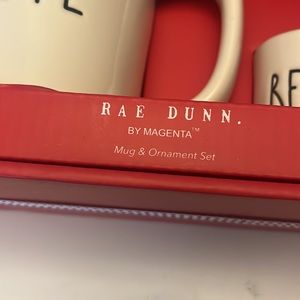 RAE DUNN.
BY MAGENTA™
Mug & Ornament Set